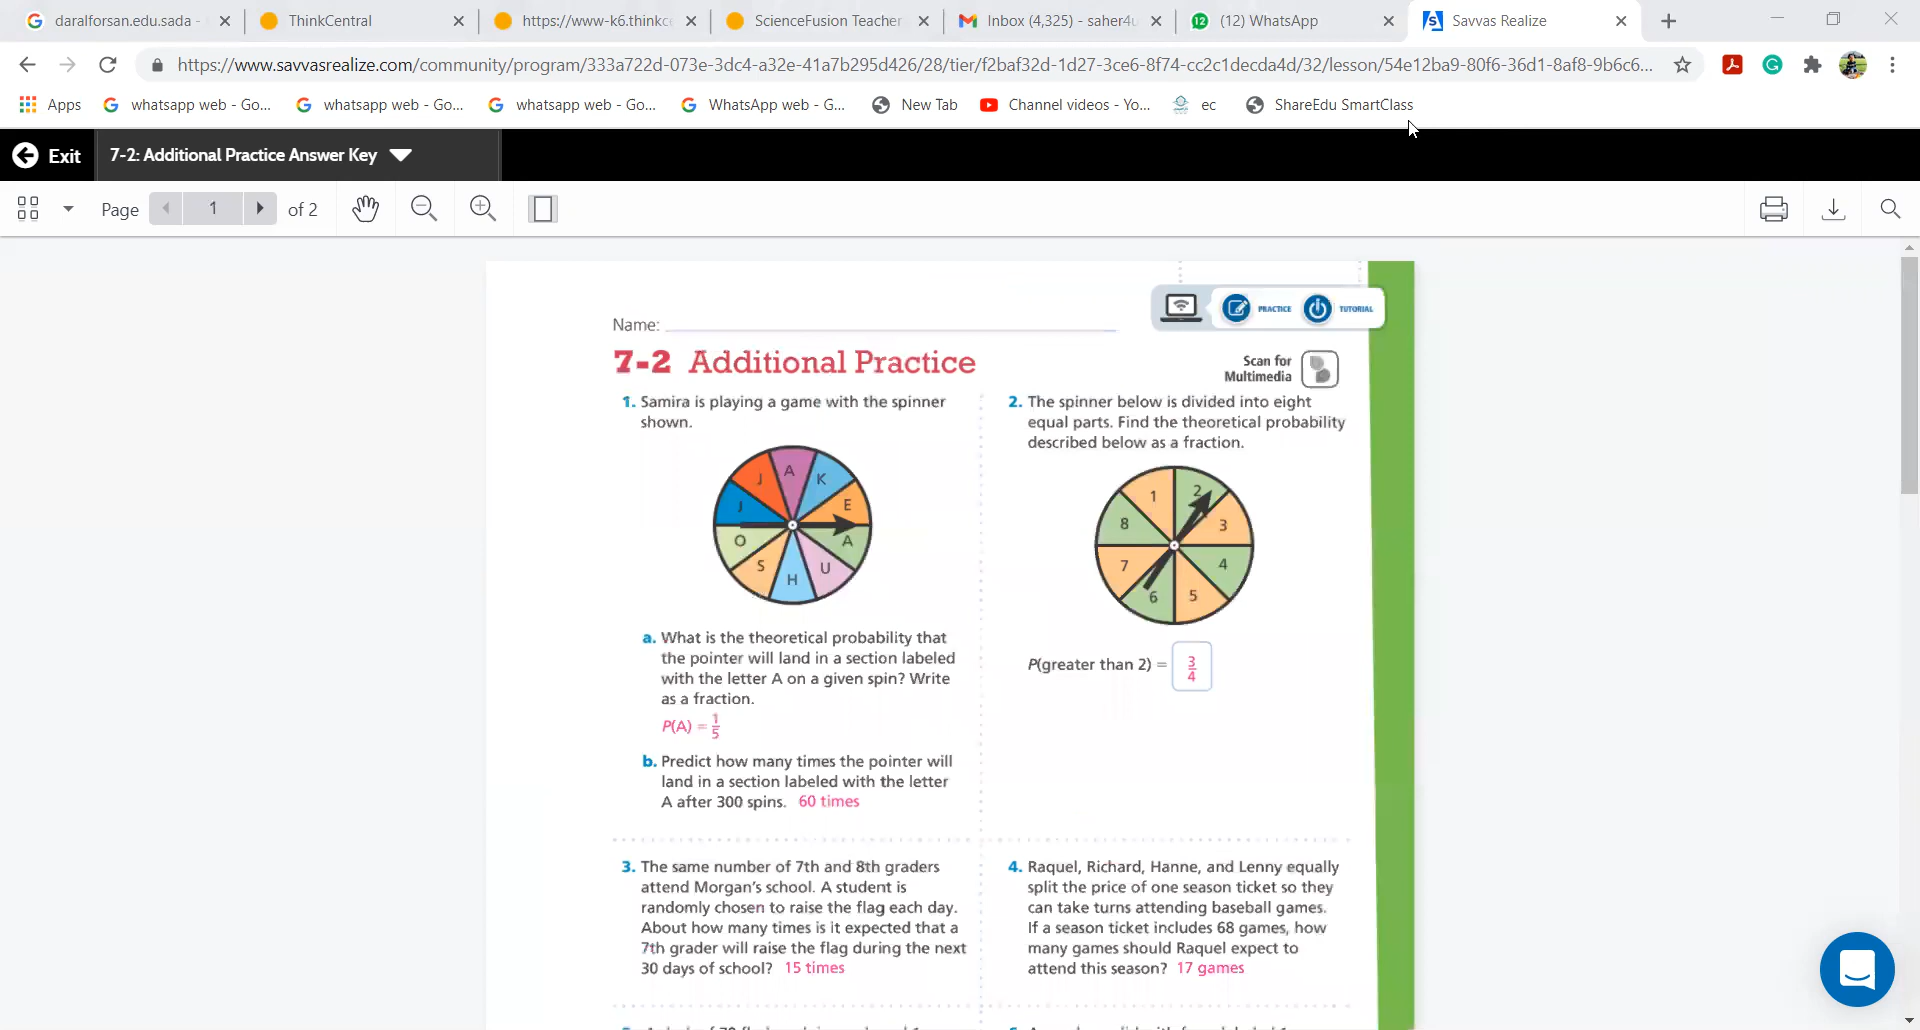 daralforsan.edu.sada -
ThinkCentral
https://www-k6.thinkce
ScienceFusion Teacher
Inbox (4,325) - saher4u
12
(12) WhatsApp
Savvas Realize
https://www.savvasrealize.com/community/program/333a722d-073e-3dc4-a32e-41a7b295d426/28/tier/f2baf32d-1d27-3ce6-8f74-cc2c1decda4d/32/lesson/54e12ba9-80f6-36d1-8af8-9b6c6...
Apps
whatsapp web - Go...
whatsapp web - Go...
whatsapp web - Go...
WhatsApp web - G...
New Tab
Channel videos - Yo...
ec
ShareEdu SmartClass
Exit
7-2: Additional Practice Answer Key
Page
1
of 2
PRACTICE
TUTORIAL
Name:
7-2 Additional Practice
Scan for
Multimedia
1. Samira is playing a game with the spinner
shown.
J
A
K
J
E
O
A
S
H
U
a. What is the theoretical probability that
the pointer will land in a section labeled
with the letter A on a given spin? Write
as a fraction.
P(A) = 1/5
b. Predict how many times the pointer will
land in a section labeled with the letter
A after 300 spins. 60 times
2. The spinner below is divided into eight
equal parts. Find the theoretical probability
described below as a fraction.
1
2
8
3
7
4
6
5
P(greater than 2) = 3/4
3. The same number of 7th and 8th graders
attend Morgan's school. A student is
randomly chosen to raise the flag each day.
About how many times is it expected that a
7th grader will raise the flag during the next
30 days of school? 15 times
4. Raquel, Richard, Hanne, and Lenny equally
split the price of one season ticket so they
can take turns attending baseball games.
If a season ticket includes 68 games, how
many games should Raquel expect to
attend this season? 17 games